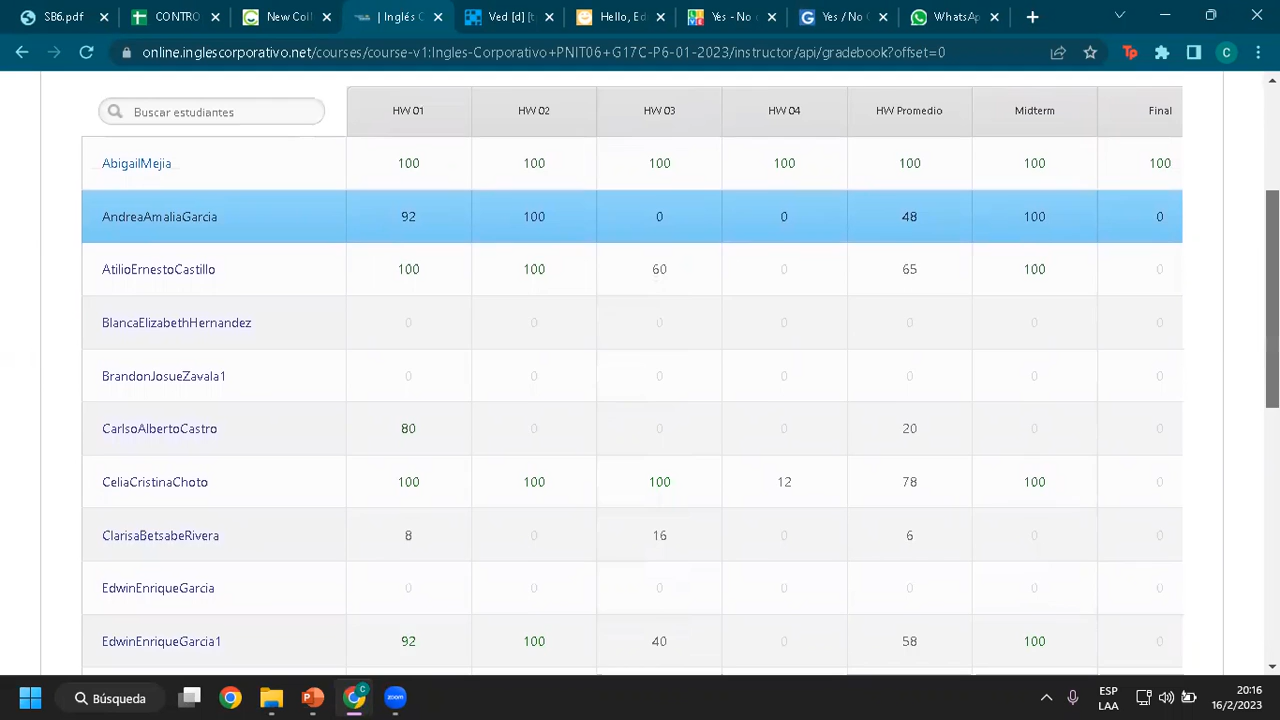 SB6.pdf
CONTRO
New Coll
| Inglés C
Ved [d] [t
Hello, Ed
Yes - No
Yes / No
WhatsAp
online.inglescorporativo.net/courses/course-v1:Ingles-Corporativo+PNIT06+G17C-P6-01-2023/instructor/api/gradebook?offset=0
C
Buscar estudiantes HW 01 HW 02 HW 03 HW 04 HW Promedio Midterm Final
AbigailMejia 100 100 100 100 100 100 100
AndreaAmaliaGarcia 92 100 0 0 48 100 0
AtilioErnestoCastillo 100 100 60 0 65 100 0
BlancaElizabethHernandez 0 0 0 0 0 0 0
BrandonJosueZavala1 0 0 0 0 0 0 0
CarlsoAlbertoCastro 80 0 0 0 20 0 0
CeliaCristinaChoto 100 100 100 12 78 100 0
ClarisaBetsabeRivera 8 0 16 0 6 0 0
EdwinEnriqueGarcia 0 0 0 0 0 0 0
EdwinEnriqueGarcia1 92 100 40 0 58 100 0
Búsqueda
zoom
ESP
LAA
20:16
16/2/2023